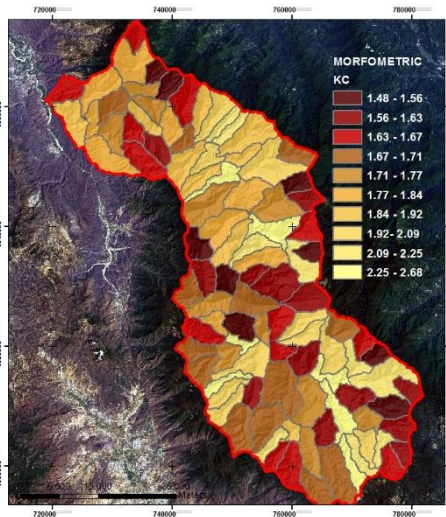 720000 740000 760000 780000
MORFOMETRIC
KC
1.48 - 1.56
1.56 - 1.63
1.63 - 1.67
1.67 - 1.71
1.71 - 1.77
1.77 - 1.84
1.84 - 1.92
1.92- 2.09
2.09 - 2.25
2.25 - 2.68
720000 740000 760000 780000